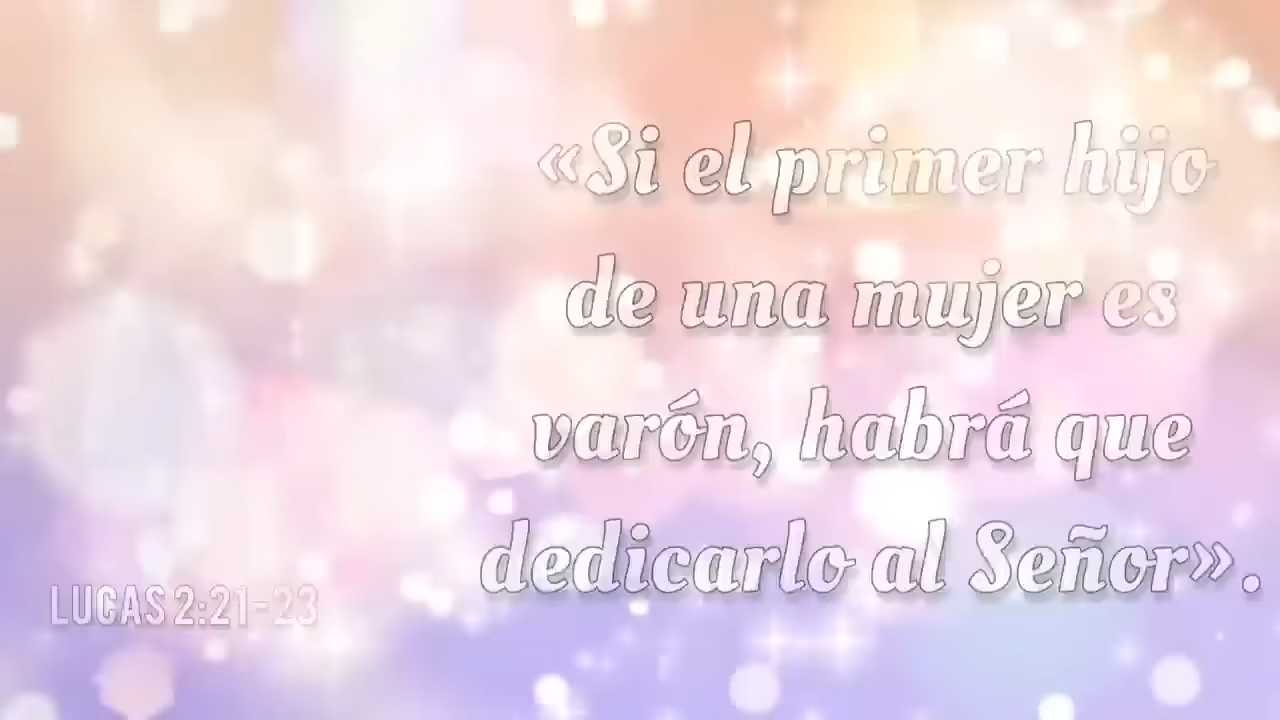 «Si el primer hijo
de una mujer es
varón, habrá que
dedicarlo al Señor».
LUCAS 2:21-23